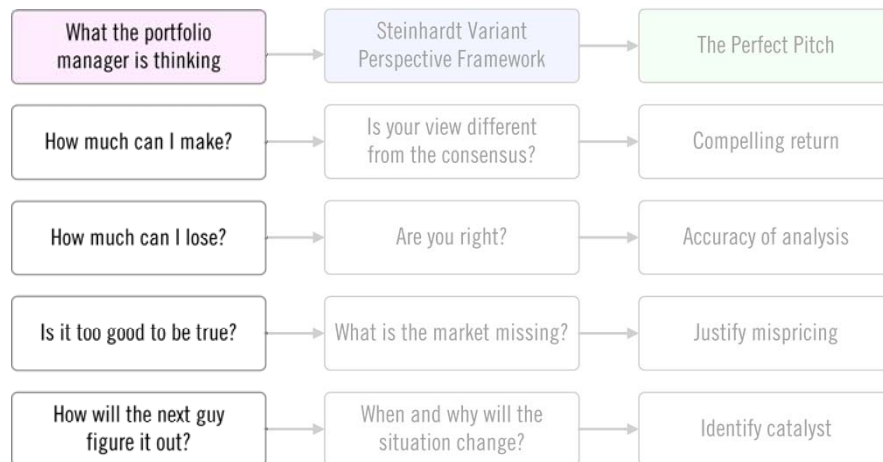 What the portfolio
manager is thinking
Steinhardt Variant
Perspective Framework
The Perfect Pitch
How much can I make?
Is your view different
from the consensus?
Compelling return
How much can I lose?
Are you right?
Accuracy of analysis
Is it too good to be true?
What is the market missing?
Justify mispricing
How will the next guy
figure it out?
When and why will the
situation change?
Identify catalyst